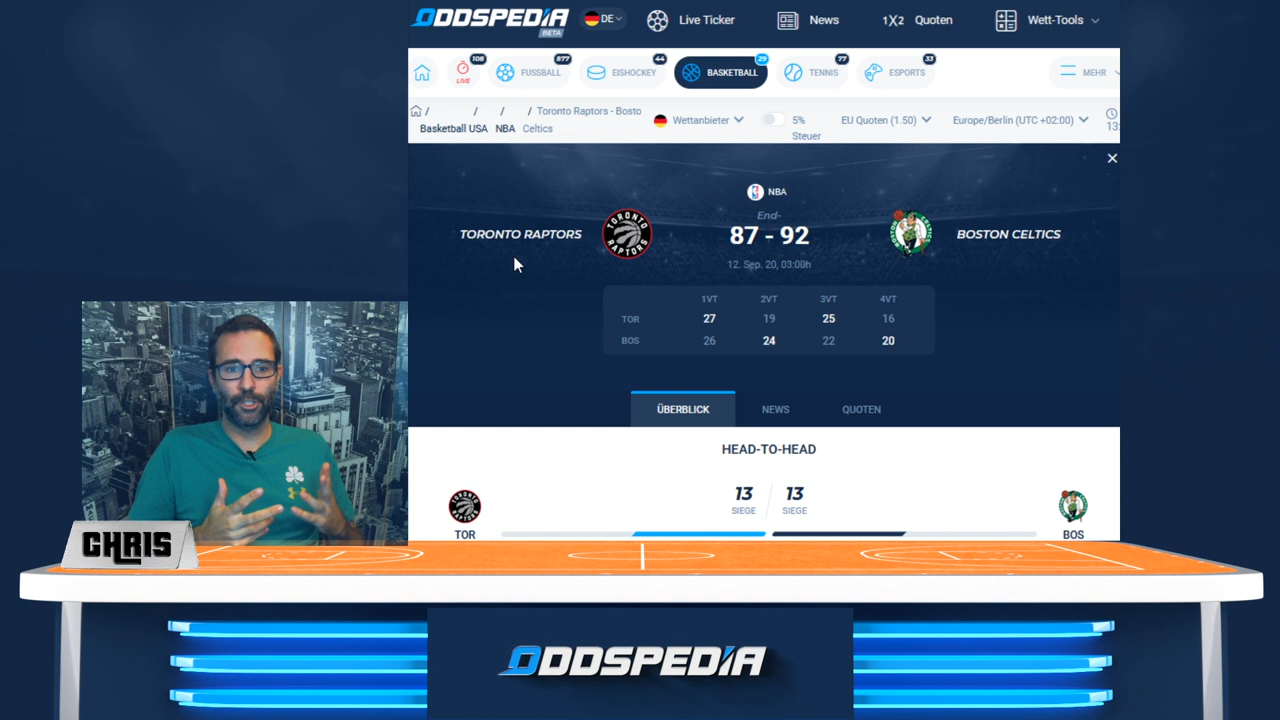 ODDSPEDIA
BETA
DE
Live Ticker
News
1X2 Quoten
Wett-Tools
108
LIVE
877
FUSSBALL
44
EISHOCKEY
29
BASKETBALL
77
TENNIS
33
ESPORTS
MEHR
/ / / / Toronto Raptors - Bosto
Basketball USA NBA Celtics
Wettanbieter
5%
Steuer
EU Quoten (1.50)
Europe/Berlin (UTC +02:00)
13:
NBA
End-
TORONTO RAPTORS
87 - 92
BOSTON CELTICS
12. Sep. 20, 03:00h
1VT 2VT 3VT 4VT
TOR 27 19 25 16
BOS 26 24 22 20
ÜBERBLICK
NEWS
QUOTEN
HEAD-TO-HEAD
13 13
SIEGE SIEGE
TOR
BOS
TORONTO
RAPTORS
CHRIS
ODDSPEDIA